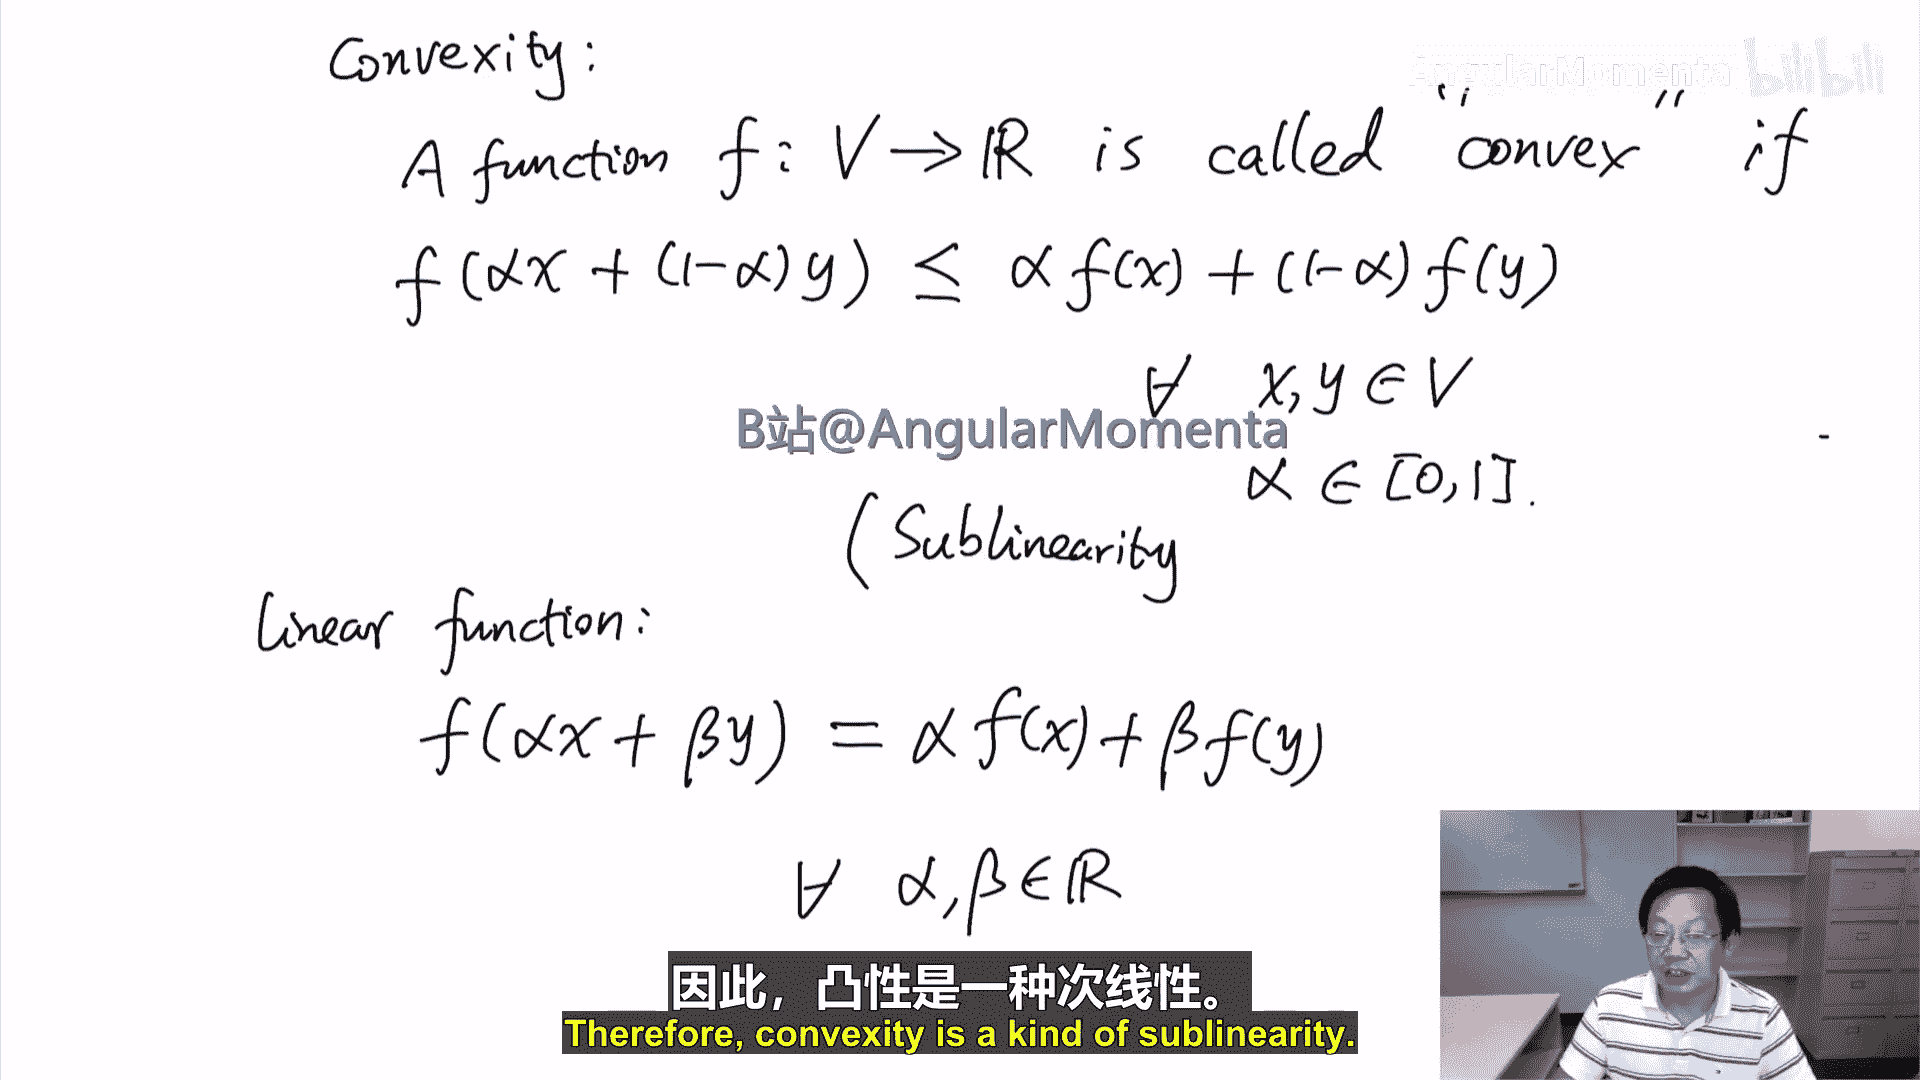 Convexity:
AngularMomenta bilibili
A function f: V → ℝ is called "convex" if
f(αx + (1-α)y) ≤ αf(x) + (1-α)f(y)
∀ x, y ∈ V
B站@AngularMomenta
α ∈ [0,1].
(Sublinearity
Linear function:
f(αx + βy) = αf(x) + βf(y)
∀ α, β ∈ ℝ
因此，凸性是一种次线性。
Therefore, convexity is a kind of sublinearity.